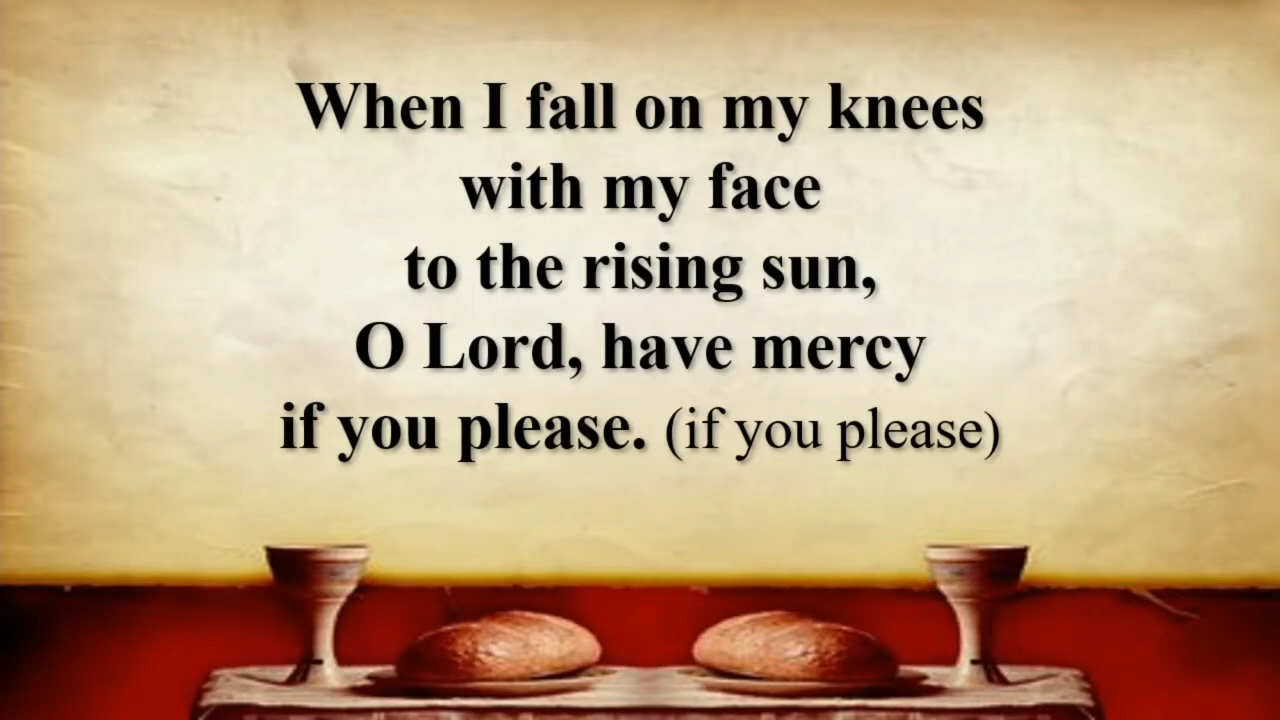 When I fall on my knees
with my face
to the rising sun,
O Lord, have mercy
if you please. (if you please)